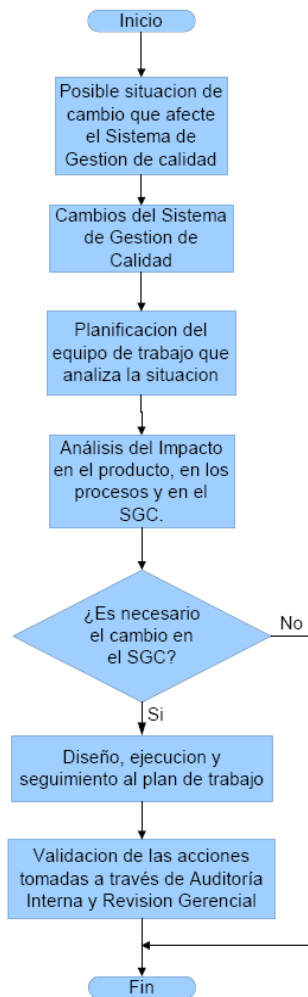 Inicio
Posible situacion de
cambio que afecte
el Sistema de
Gestion de calidad
Cambios del Sistema
de Gestion de
Calidad
Planificacion del
equipo de trabajo que
analiza la situacion
Análisis del Impacto
en el producto, en los
procesos y en el
SGC.
¿Es necesario
el cambio en
el SGC?
No
Si
Diseño, ejecucion y
seguimiento al plan de trabajo
Validacion de las acciones
tomadas a través de Auditoría
Interna y Revision Gerencial
Fin